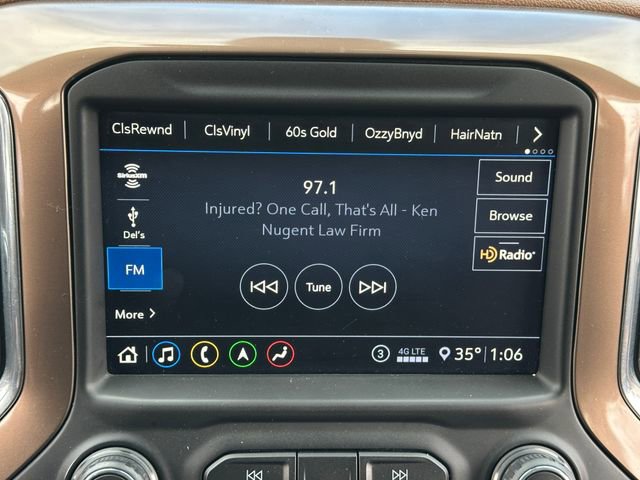 ClsRewnd ClsVinyl 60s Gold OzzyBnyd HairNatn
SiriusXM
97.1
Sound
Injured? One Call, That's All - Ken
Nugent Law Firm
Browse
Del's
HD Radio
FM
Tune
More
3 4G LTE 35° 1:06